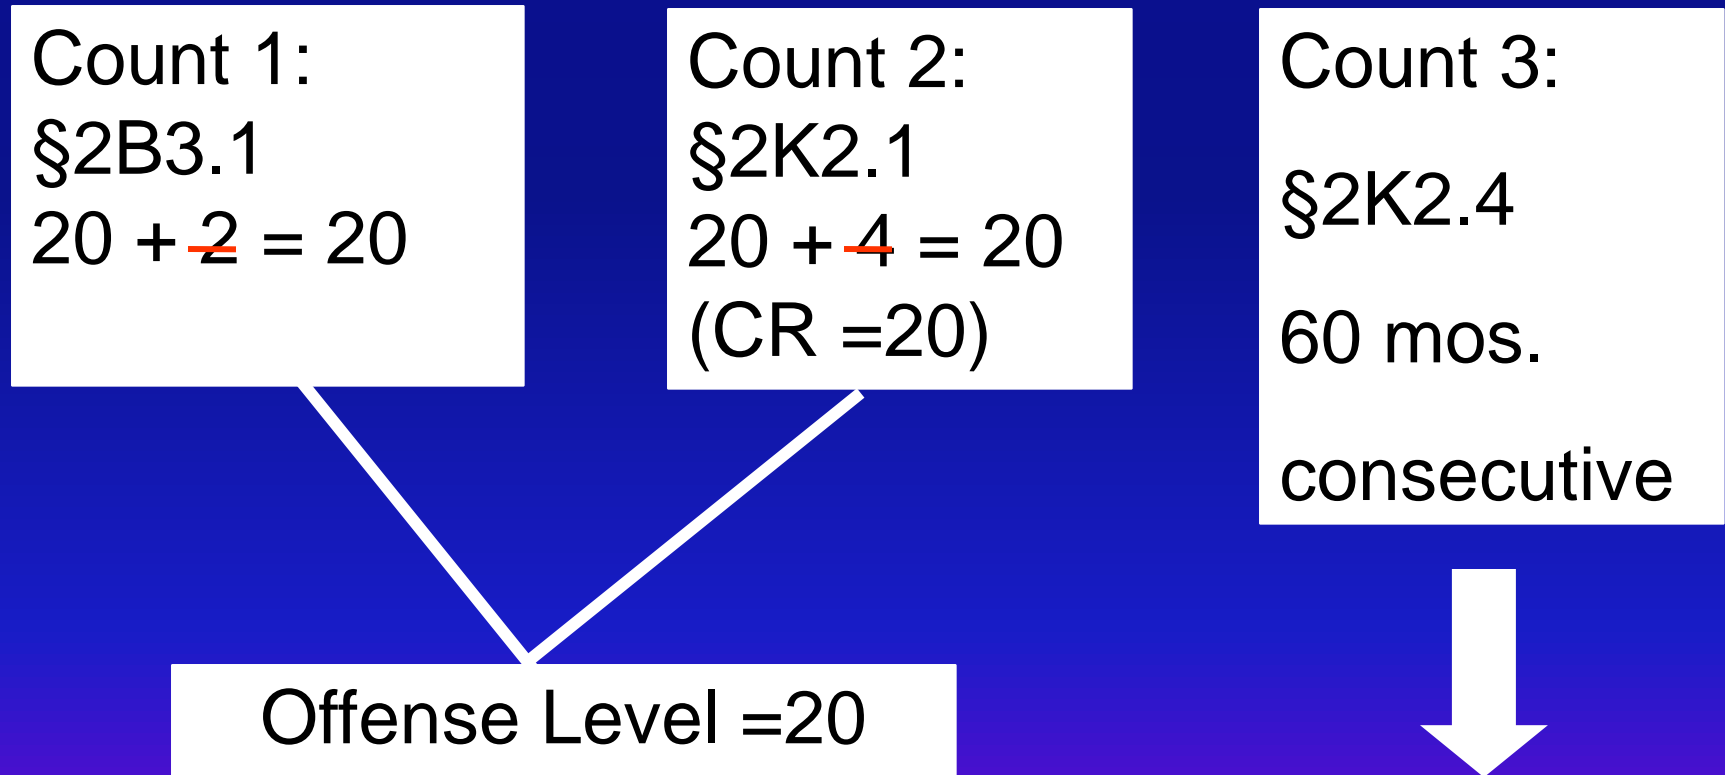 Count 1:
§2B3.1
20 + 2 = 20
Count 2:
§2K2.1
20 + 4 = 20
(CR =20)
Count 3:
§2K2.4
60 mos.
consecutive
Offense Level =20